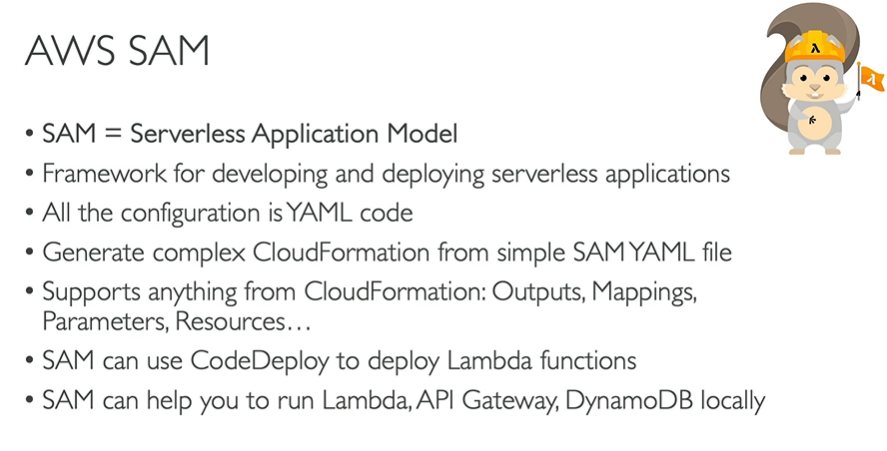 AWS SAM
• SAM = Serverless Application Model
• Framework for developing and deploying serverless applications
• All the configuration is YAML code
• Generate complex CloudFormation from simple SAM YAML file
• Supports anything from CloudFormation: Outputs, Mappings,
Parameters, Resources…
• SAM can use CodeDeploy to deploy Lambda functions
• SAM can help you to run Lambda, API Gateway, DynamoDB locally